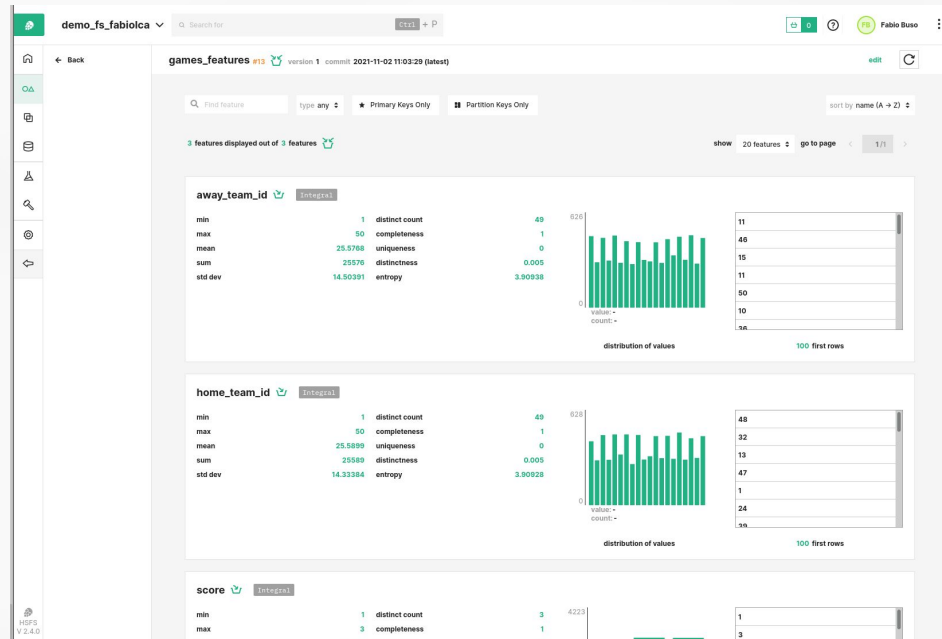 demo_fs_fabiolca
Search for
Ctrl + P
0
FB
Fabio Buso
Back
games_features #13 version 1 commit 2021-11-02 11:03:29 (latest)
edit
Find feature
type any
Primary Keys Only
Partition Keys Only
sort by name (A → Z)
3 features displayed out of 3 features
show 20 features go to page 1/1
away_team_id Integral
min 1 distinct count 49
max 50 completeness 1
mean 25.5768 uniqueness 0
sum 25576 distinctness 0.005
std dev 14.50391 entropy 3.90938
626
0
value: -
count: -
distribution of values
11
46
15
11
50
10
36
100 first rows
home_team_id Integral
min 1 distinct count 49
max 50 completeness 1
mean 25.5899 uniqueness 0
sum 25589 distinctness 0.005
std dev 14.33384 entropy 3.90928
628
0
value: -
count: -
distribution of values
48
32
13
47
1
24
39
100 first rows
score Integral
min 1 distinct count 3
max 3 completeness 1
4223
1
3
HSFS
V 2.4.0